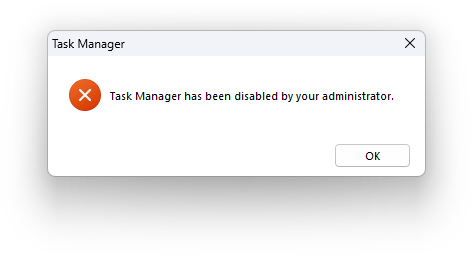 Task Manager
Task Manager has been disabled by your administrator.
OK